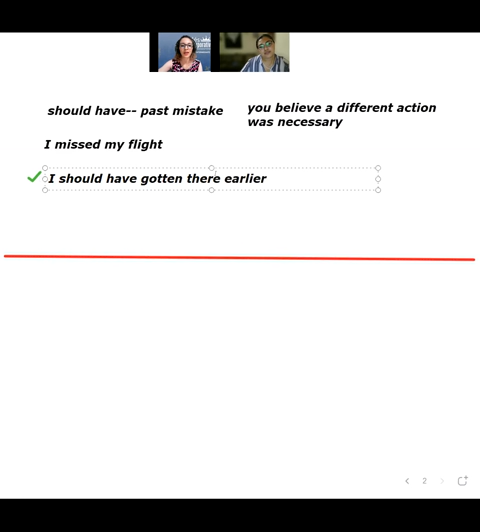 should have-- past mistake
you believe a different action
was necessary
I missed my flight
I should have gotten there earlier
2